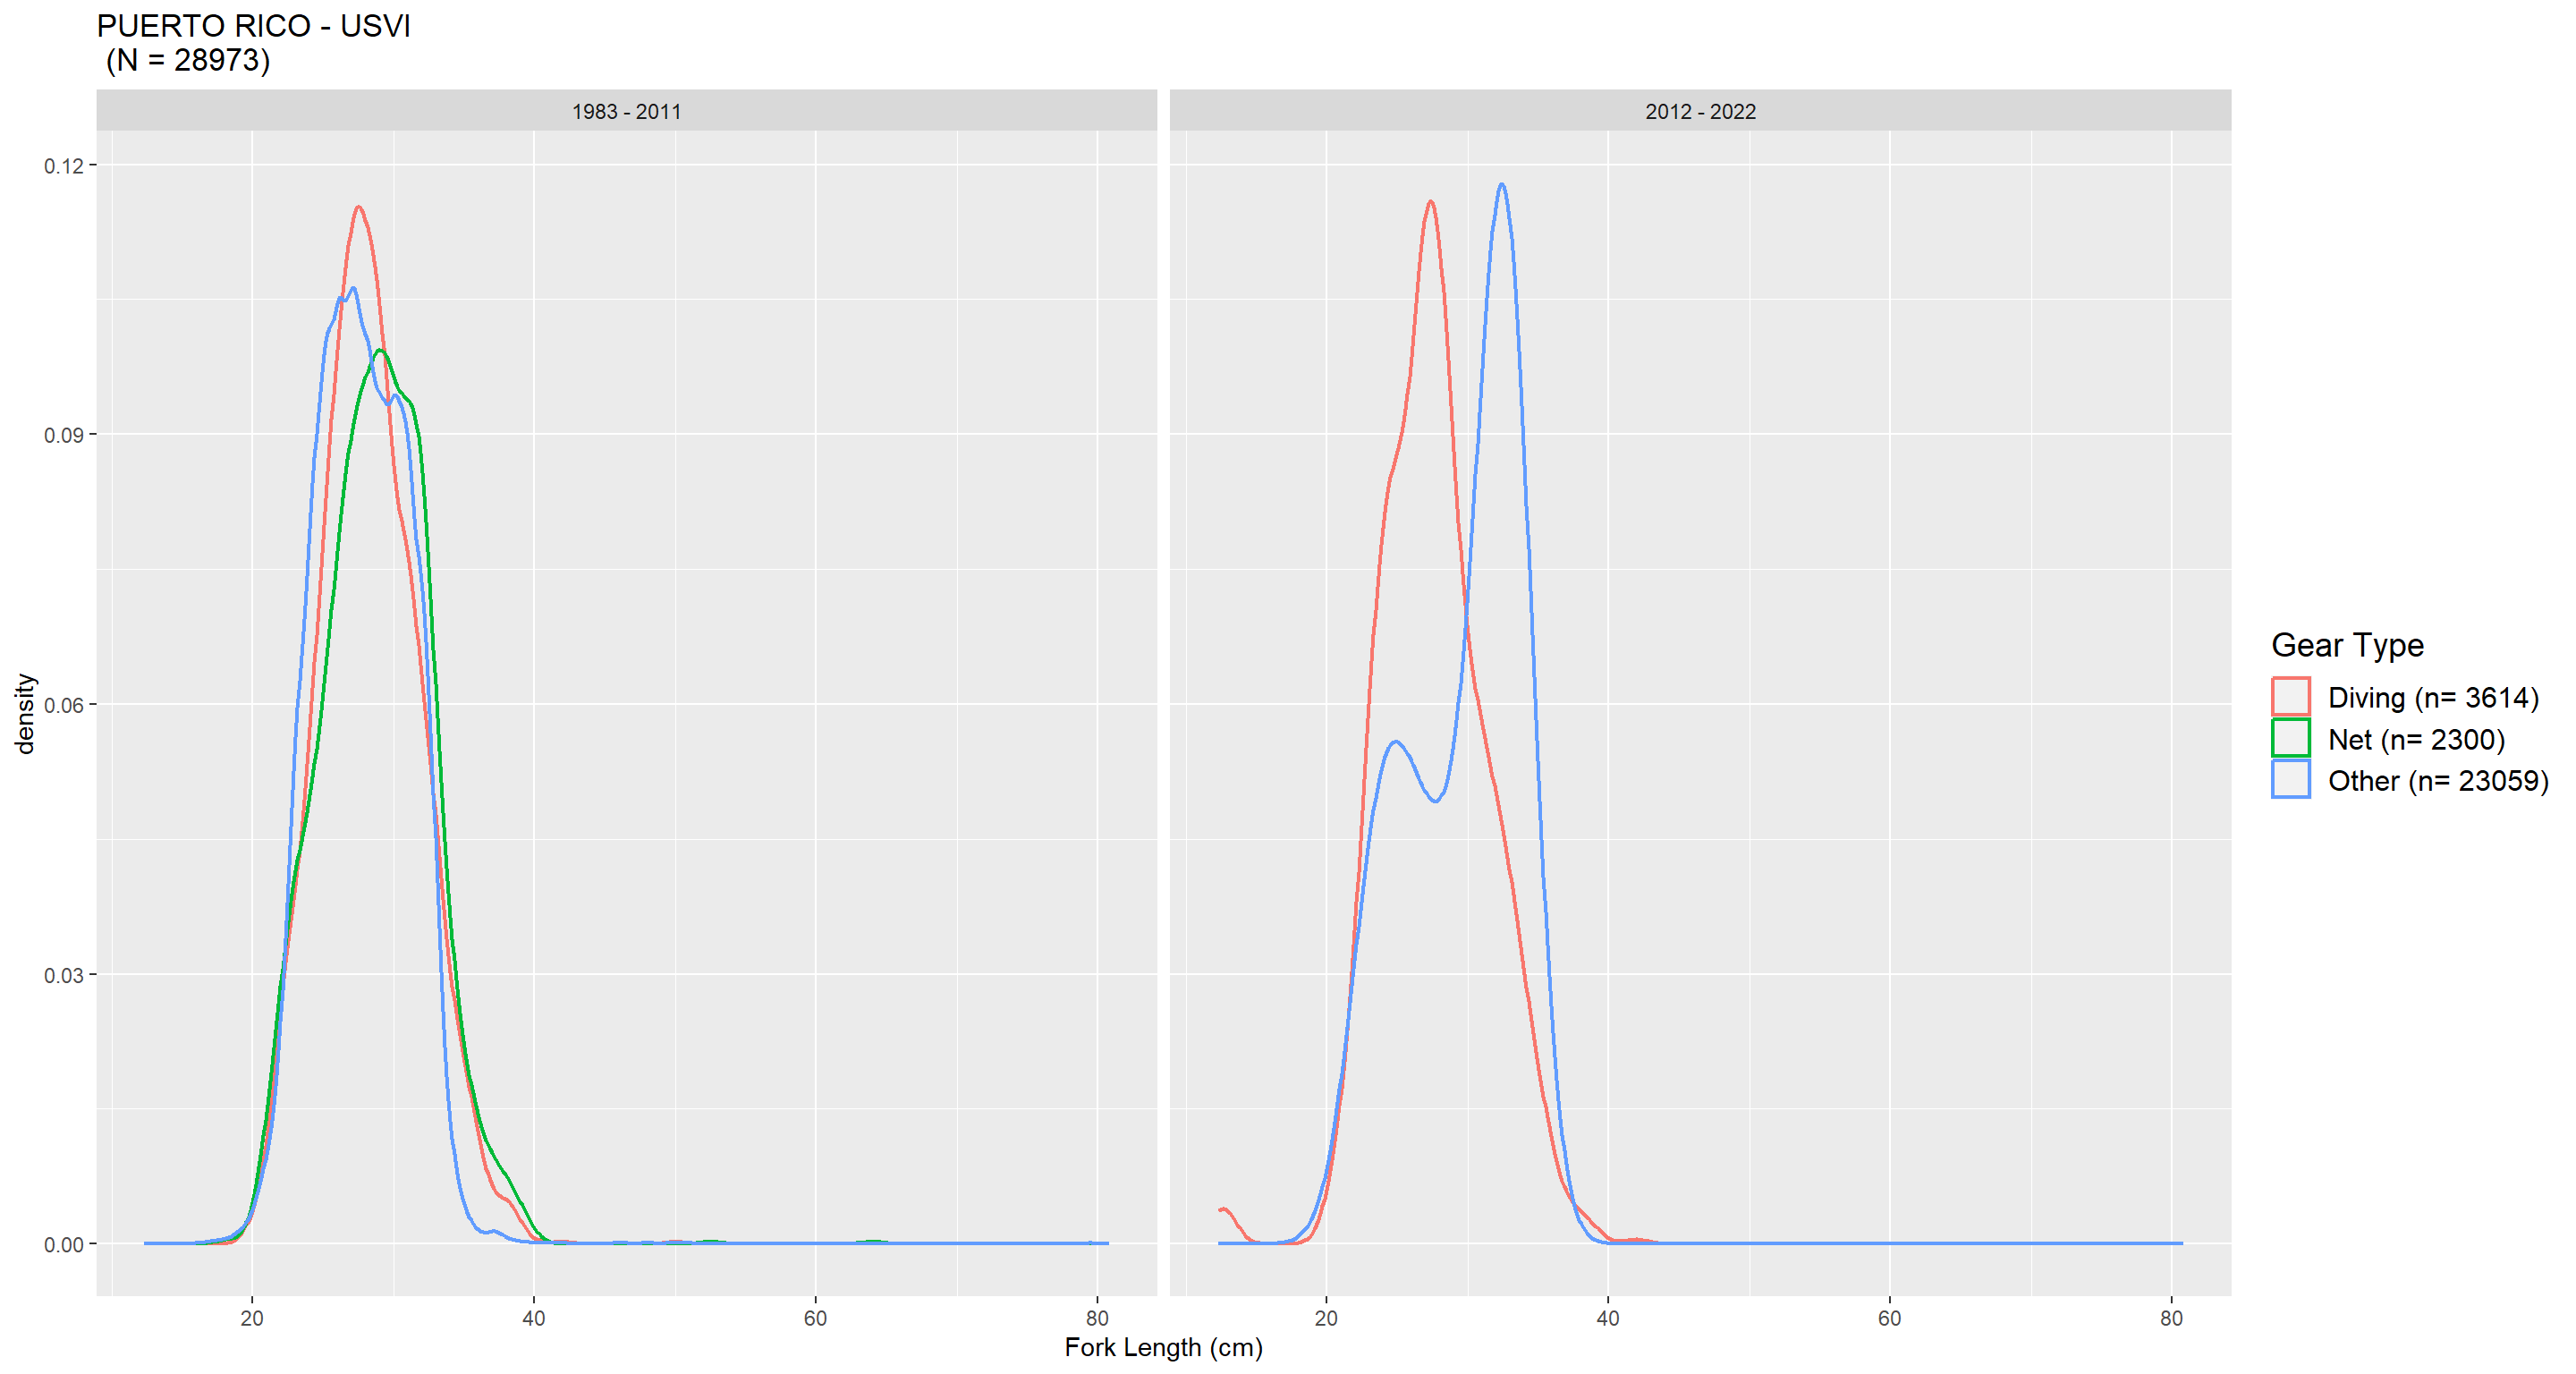 PUERTO RICO - USVI
(N = 28973)
1983 - 2011
2012 - 2022
0.12
0.09
0.06
0.03
0.00
density
20
40
60
80
20
40
60
80
Fork Length (cm)
Gear Type
Diving (n= 3614)
Net (n= 2300)
Other (n= 23059)